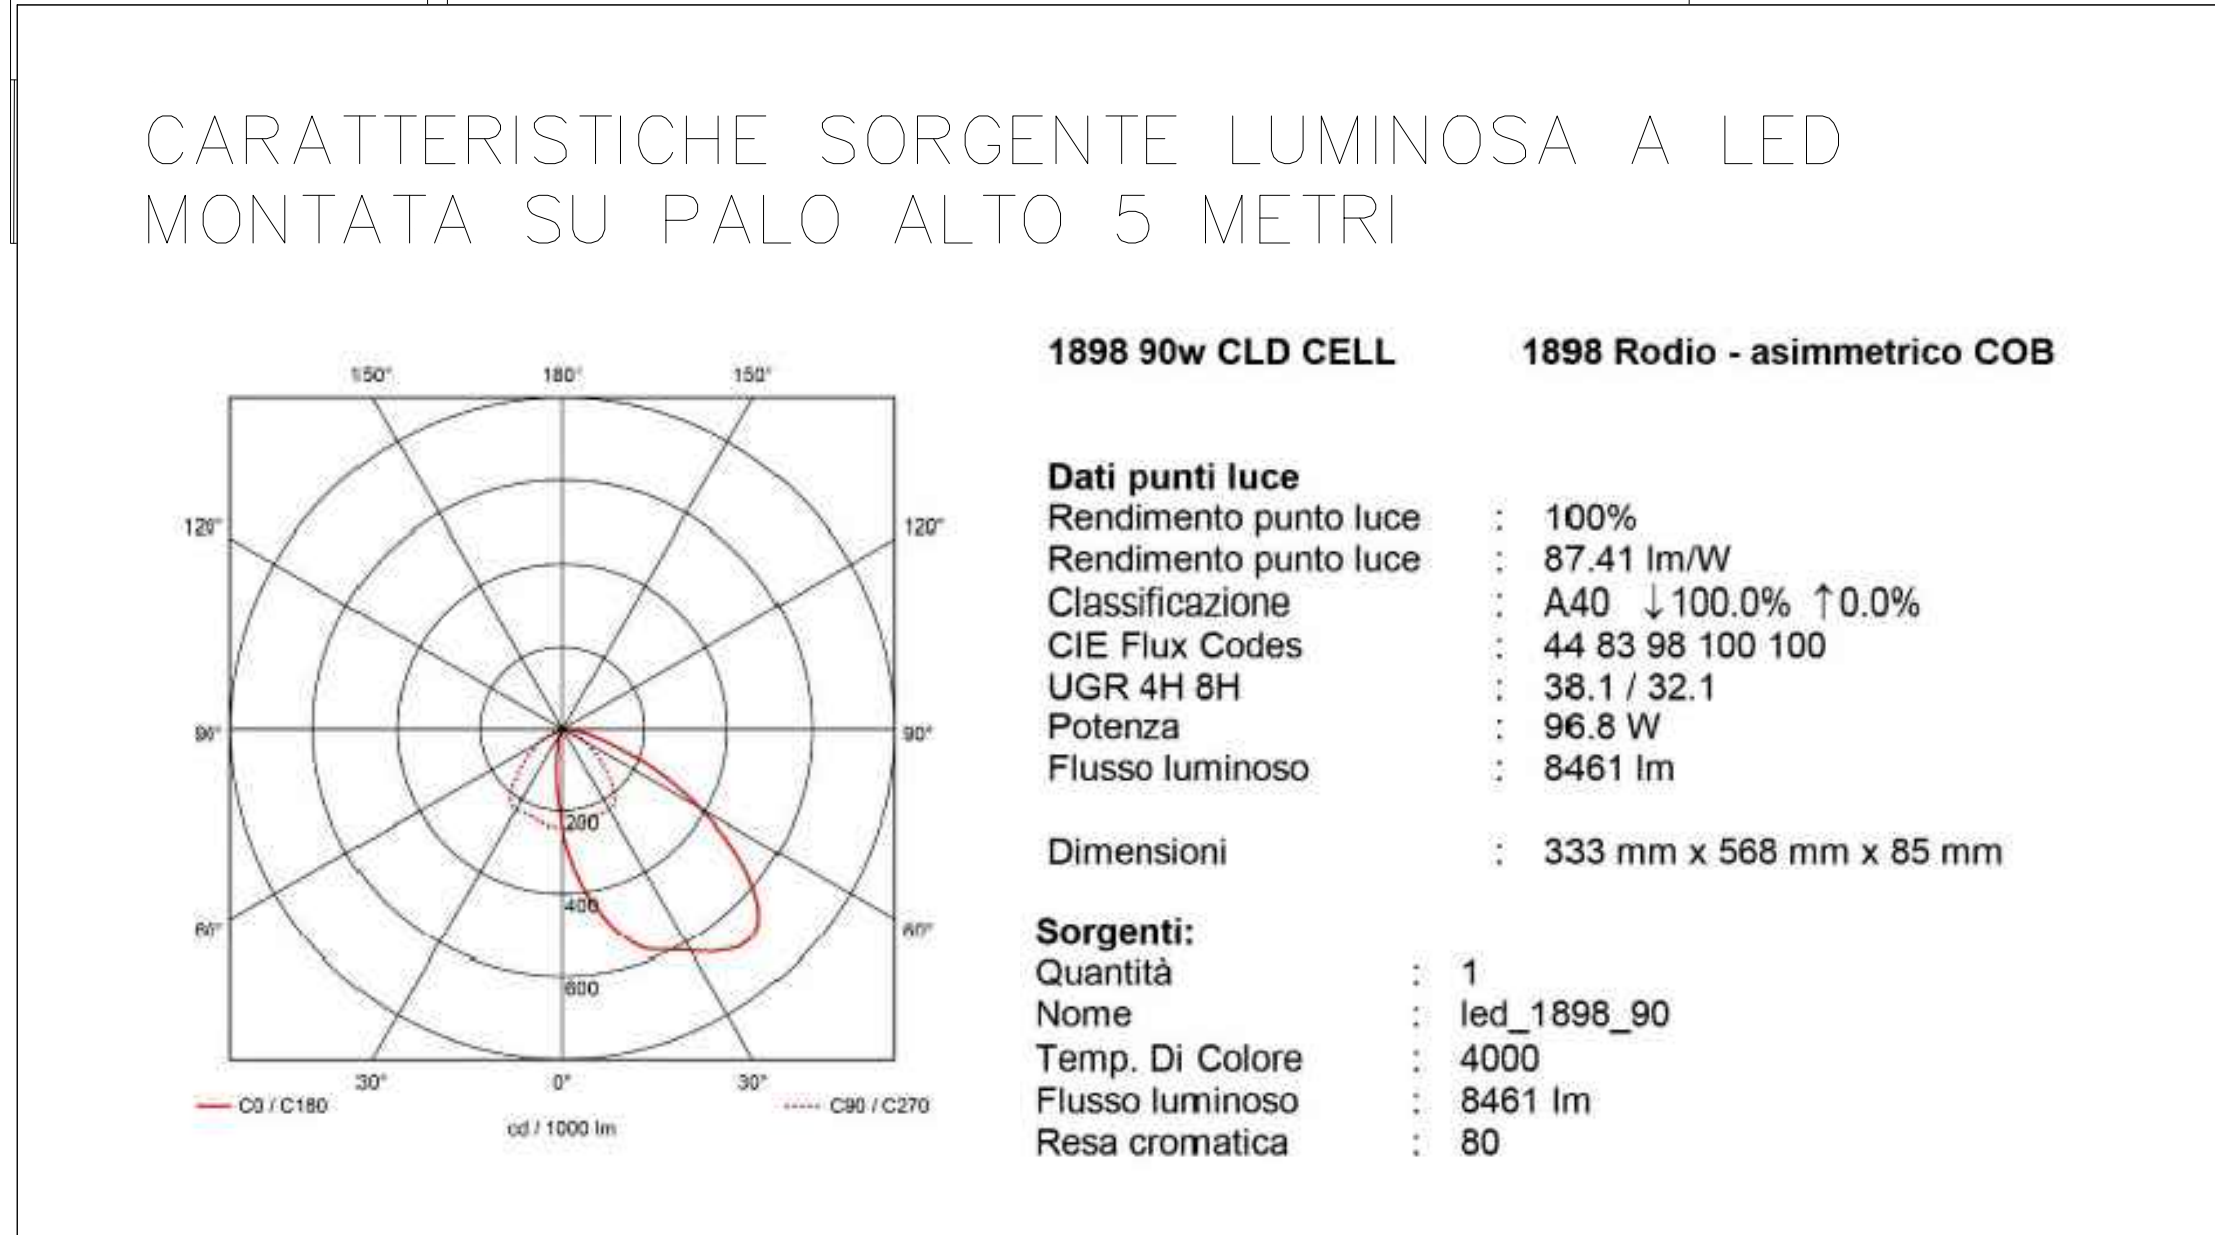 CARATTERISTICHE SORGENTE LUMINOSA A LED
MONTATA SU PALO ALTO 5 METRI
1898 90w CLD CELL 1898 Rodio - asimmetrico COB
Dati punti luce
Rendimento punto luce : 100%
Rendimento punto luce : 87.41 lm/W
Classificazione : A40 ↓100.0% ↑0.0%
CIE Flux Codes : 44 83 98 100 100
UGR 4H 8H : 38.1 / 32.1
Potenza : 96.8 W
Flusso luminoso : 8461 lm
Dimensioni : 333 mm x 568 mm x 85 mm
Sorgenti:
Quantità : 1
Nome : led_1898_90
Temp. Di Colore : 4000
Flusso luminoso : 8461 lm
Resa cromatica : 80
150° 180° 150°
120° 120°
90° 90°
200
400
60° 60°
600
30° 0° 30°
C0 / C180 C90 / C270
cd / 1000 lm